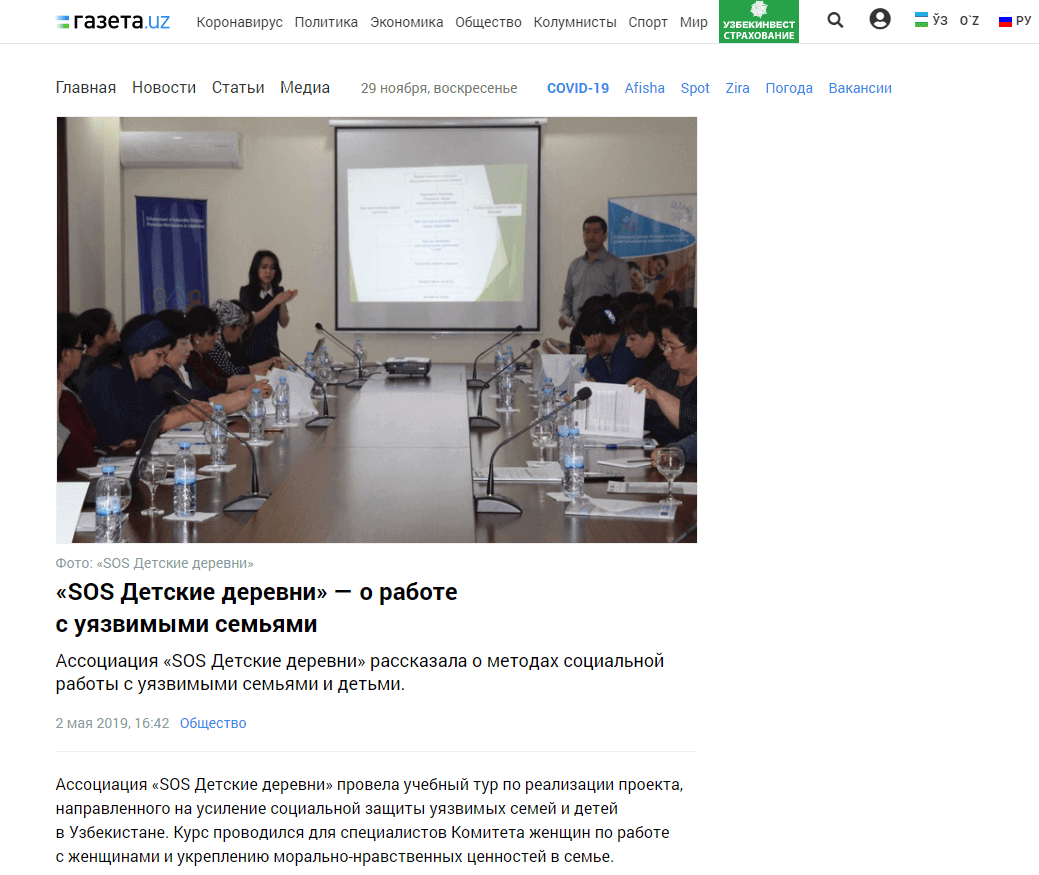 газета.uz
Коронавирус Политика Экономика Общество Колумнисты Спорт Мир
УЗБЕКИНВЕСТ
СТРАХОВАНИЕ
ЎЗ O`Z РУ
Главная Новости Статьи Медиа 29 ноября, воскресенье COVID-19 Afisha Spot Zira Погода Вакансии
Фото: «SOS Детские деревни»
«SOS Детские деревни» — о работе
с уязвимыми семьями
Ассоциация «SOS Детские деревни» рассказала о методах социальной
работы с уязвимыми семьями и детьми.
2 мая 2019, 16:42 Общество
Ассоциация «SOS Детские деревни» провела учебный тур по реализации проекта,
направленного на усиление социальной защиты уязвимых семей и детей
в Узбекистане. Курс проводился для специалистов Комитета женщин по работе
с женщинами и укреплению морально-нравственных ценностей в семье.